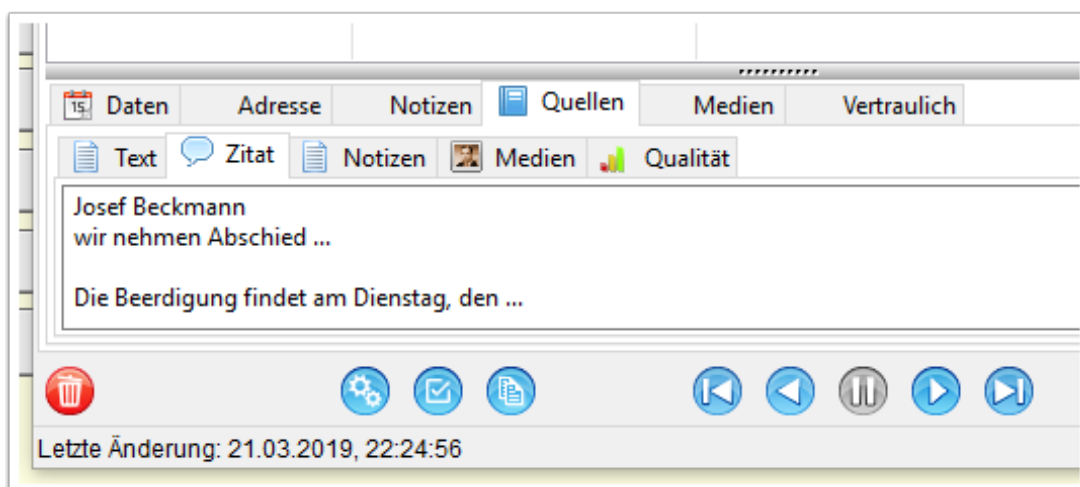 15 Daten Adresse Notizen Quellen Medien Vertraulich
Text Zitat Notizen Medien Qualität
Josef Beckmann
wir nehmen Abschied ...
Die Beerdigung findet am Dienstag, den ...
Letzte Änderung: 21.03.2019, 22:24:56